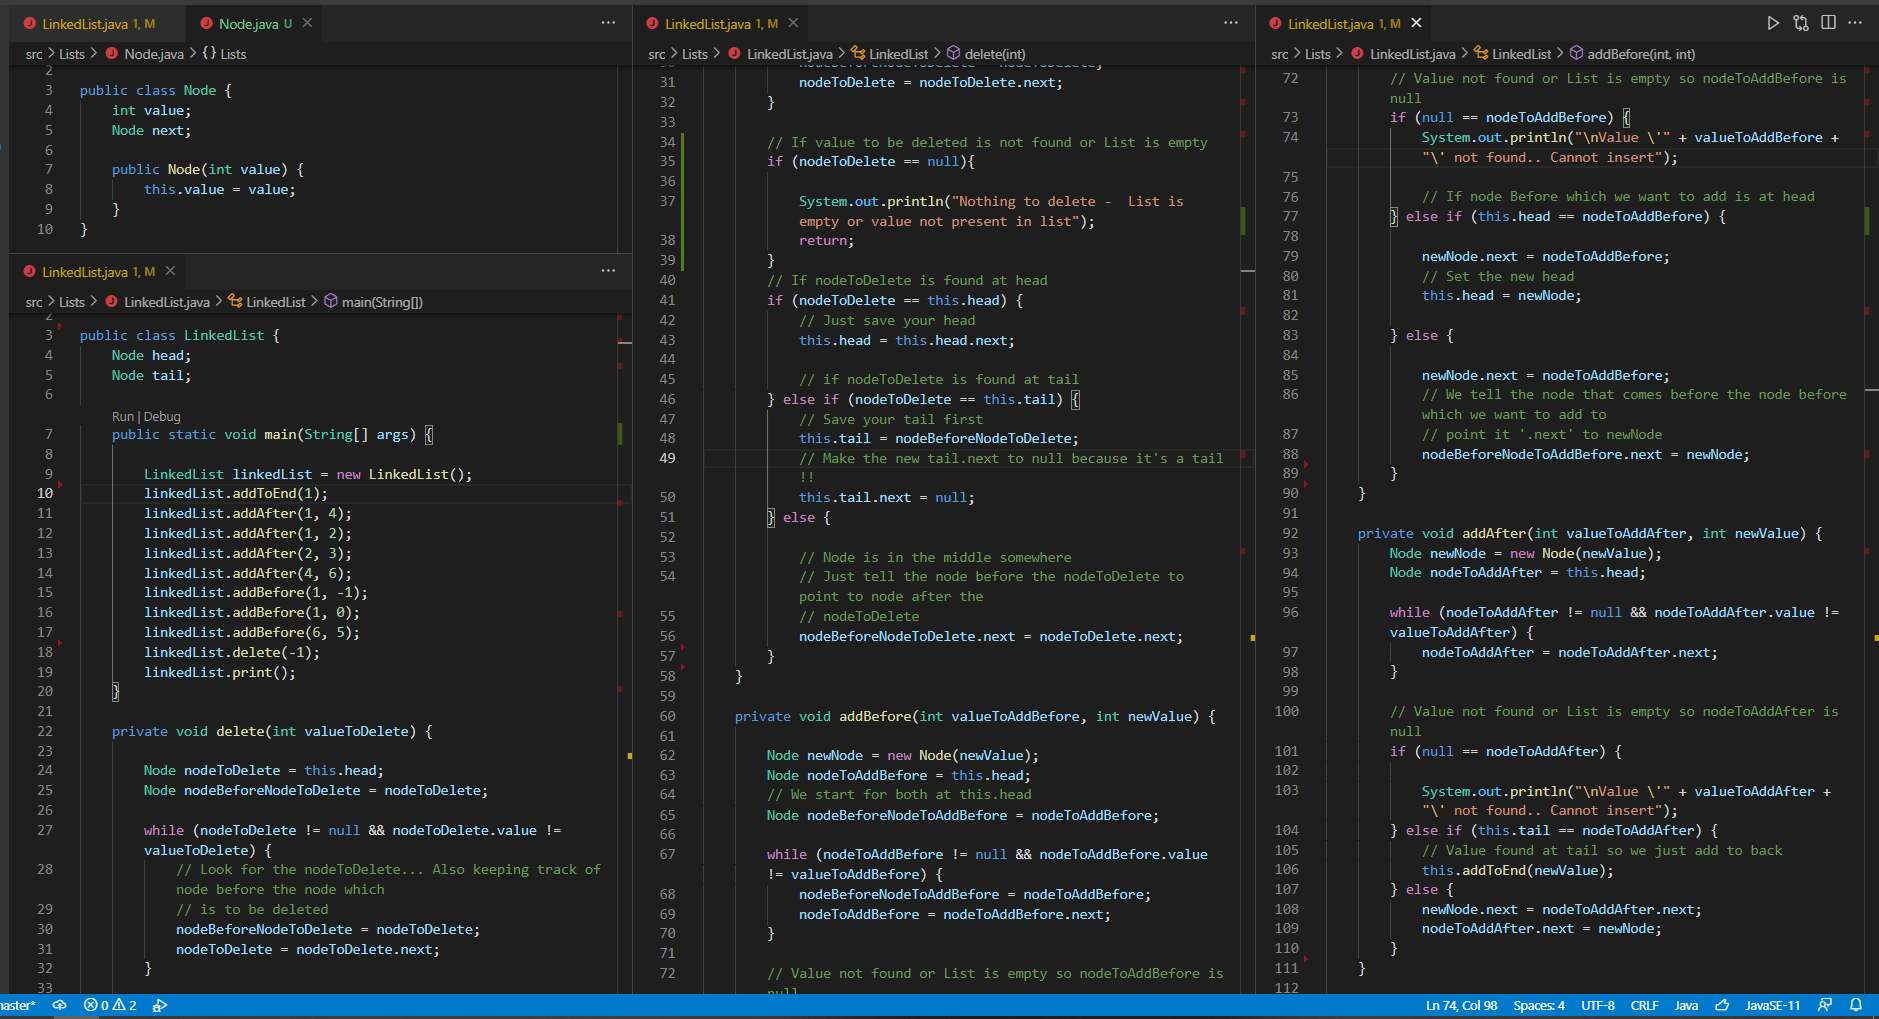 LinkedList.java 1, M
Node.java U
src > Lists > Node.java > {} Lists
2
3 public class Node {
4 int value;
5 Node next;
6
7 public Node(int value) {
8 this.value = value;
9 }
10 }
LinkedList.java 1, M
src > Lists > LinkedList.java > LinkedList > main(String[])
2
3 public class LinkedList {
4 Node head;
5 Node tail;
6
Run | Debug
7 public static void main(String[] args) {
8
9 LinkedList linkedList = new LinkedList();
10 linkedList.addToEnd(1);
11 linkedList.addAfter(1, 4);
12 linkedList.addAfter(1, 2);
13 linkedList.addAfter(2, 3);
14 linkedList.addAfter(4, 6);
15 linkedList.addBefore(1, -1);
16 linkedList.addBefore(1, 0);
17 linkedList.addBefore(6, 5);
18 linkedList.delete(-1);
19 linkedList.print();
20 }
21
22 private void delete(int valueToDelete) {
23
24 Node nodeToDelete = this.head;
25 Node nodeBeforeNodeToDelete = nodeToDelete;
26
27 while (nodeToDelete != null && nodeToDelete.value !=
valueToDelete) {
28 // Look for the nodeToDelete... Also keeping track of
node before the node which
29 // is to be deleted
30 nodeBeforeNodeToDelete = nodeToDelete;
31 nodeToDelete = nodeToDelete.next;
32 }
33
LinkedList.java 1, M
src > Lists > LinkedList.java > LinkedList > delete(int)
30 nodeBeforeNodeToDelete = nodeToDelete;
31 nodeToDelete = nodeToDelete.next;
32 }
33
34 // If value to be deleted is not found or List is empty
35 if (nodeToDelete == null){
36
37 System.out.println("Nothing to delete -  List is
empty or value not present in list");
38 return;
39 }
40 // If nodeToDelete is found at head
41 if (nodeToDelete == this.head) {
42 // Just save your head
43 this.head = this.head.next;
44
45 // if nodeToDelete is found at tail
46 } else if (nodeToDelete == this.tail) {
47 // Save your tail first
48 this.tail = nodeBeforeNodeToDelete;
49 // Make the new tail.next to null because it's a tail
!!
50 this.tail.next = null;
51 } else {
52
53 // Node is in the middle somewhere
54 // Just tell the node before the nodeToDelete to
point to node after the
55 // nodeToDelete
56 nodeBeforeNodeToDelete.next = nodeToDelete.next;
57 }
58 }
59
60 private void addBefore(int valueToAddBefore, int newValue) {
61
62 Node newNode = new Node(newValue);
63 Node nodeToAddBefore = this.head;
64 // We start for both at this.head
65 Node nodeBeforeNodeToAddBefore = nodeToAddBefore;
66
67 while (nodeToAddBefore != null && nodeToAddBefore.value
!= valueToAddBefore) {
68 nodeBeforeNodeToAddBefore = nodeToAddBefore;
69 nodeToAddBefore = nodeToAddBefore.next;
70 }
71
72 // Value not found or List is empty so nodeToAddBefore is
null
LinkedList.java 1, M
src > Lists > LinkedList.java > LinkedList > addBefore(int, int)
72 // Value not found or List is empty so nodeToAddBefore is
null
73 if (null == nodeToAddBefore) {
74 System.out.println("\nValue \'" + valueToAddBefore +
"\' not found.. Cannot insert");
75
76 // If node Before which we want to add is at head
77 } else if (this.head == nodeToAddBefore) {
78
79 newNode.next = nodeToAddBefore;
80 // Set the new head
81 this.head = newNode;
82
83 } else {
84
85 newNode.next = nodeToAddBefore;
86 // We tell the node that comes before the node before
which we want to add to
87 // point it '.next' to newNode
88 nodeBeforeNodeToAddBefore.next = newNode;
89 }
90 }
91
92 private void addAfter(int valueToAddAfter, int newValue) {
93 Node newNode = new Node(newValue);
94 Node nodeToAddAfter = this.head;
95
96 while (nodeToAddAfter != null && nodeToAddAfter.value !=
valueToAddAfter) {
97 nodeToAddAfter = nodeToAddAfter.next;
98 }
99
100 // Value not found or List is empty so nodeToAddAfter is
null
101 if (null == nodeToAddAfter) {
102
103 System.out.println("\nValue \'" + valueToAddAfter +
"\' not found.. Cannot insert");
104 } else if (this.tail == nodeToAddAfter) {
105 // Value found at tail so we just add to back
106 this.addToEnd(newValue);
107 } else {
108 newNode.next = nodeToAddAfter.next;
109 nodeToAddAfter.next = newNode;
110 }
111 }
112
naster* 0 2
Ln 74, Col 98 Spaces: 4 UTF-8 CRLF Java JavaSE-11